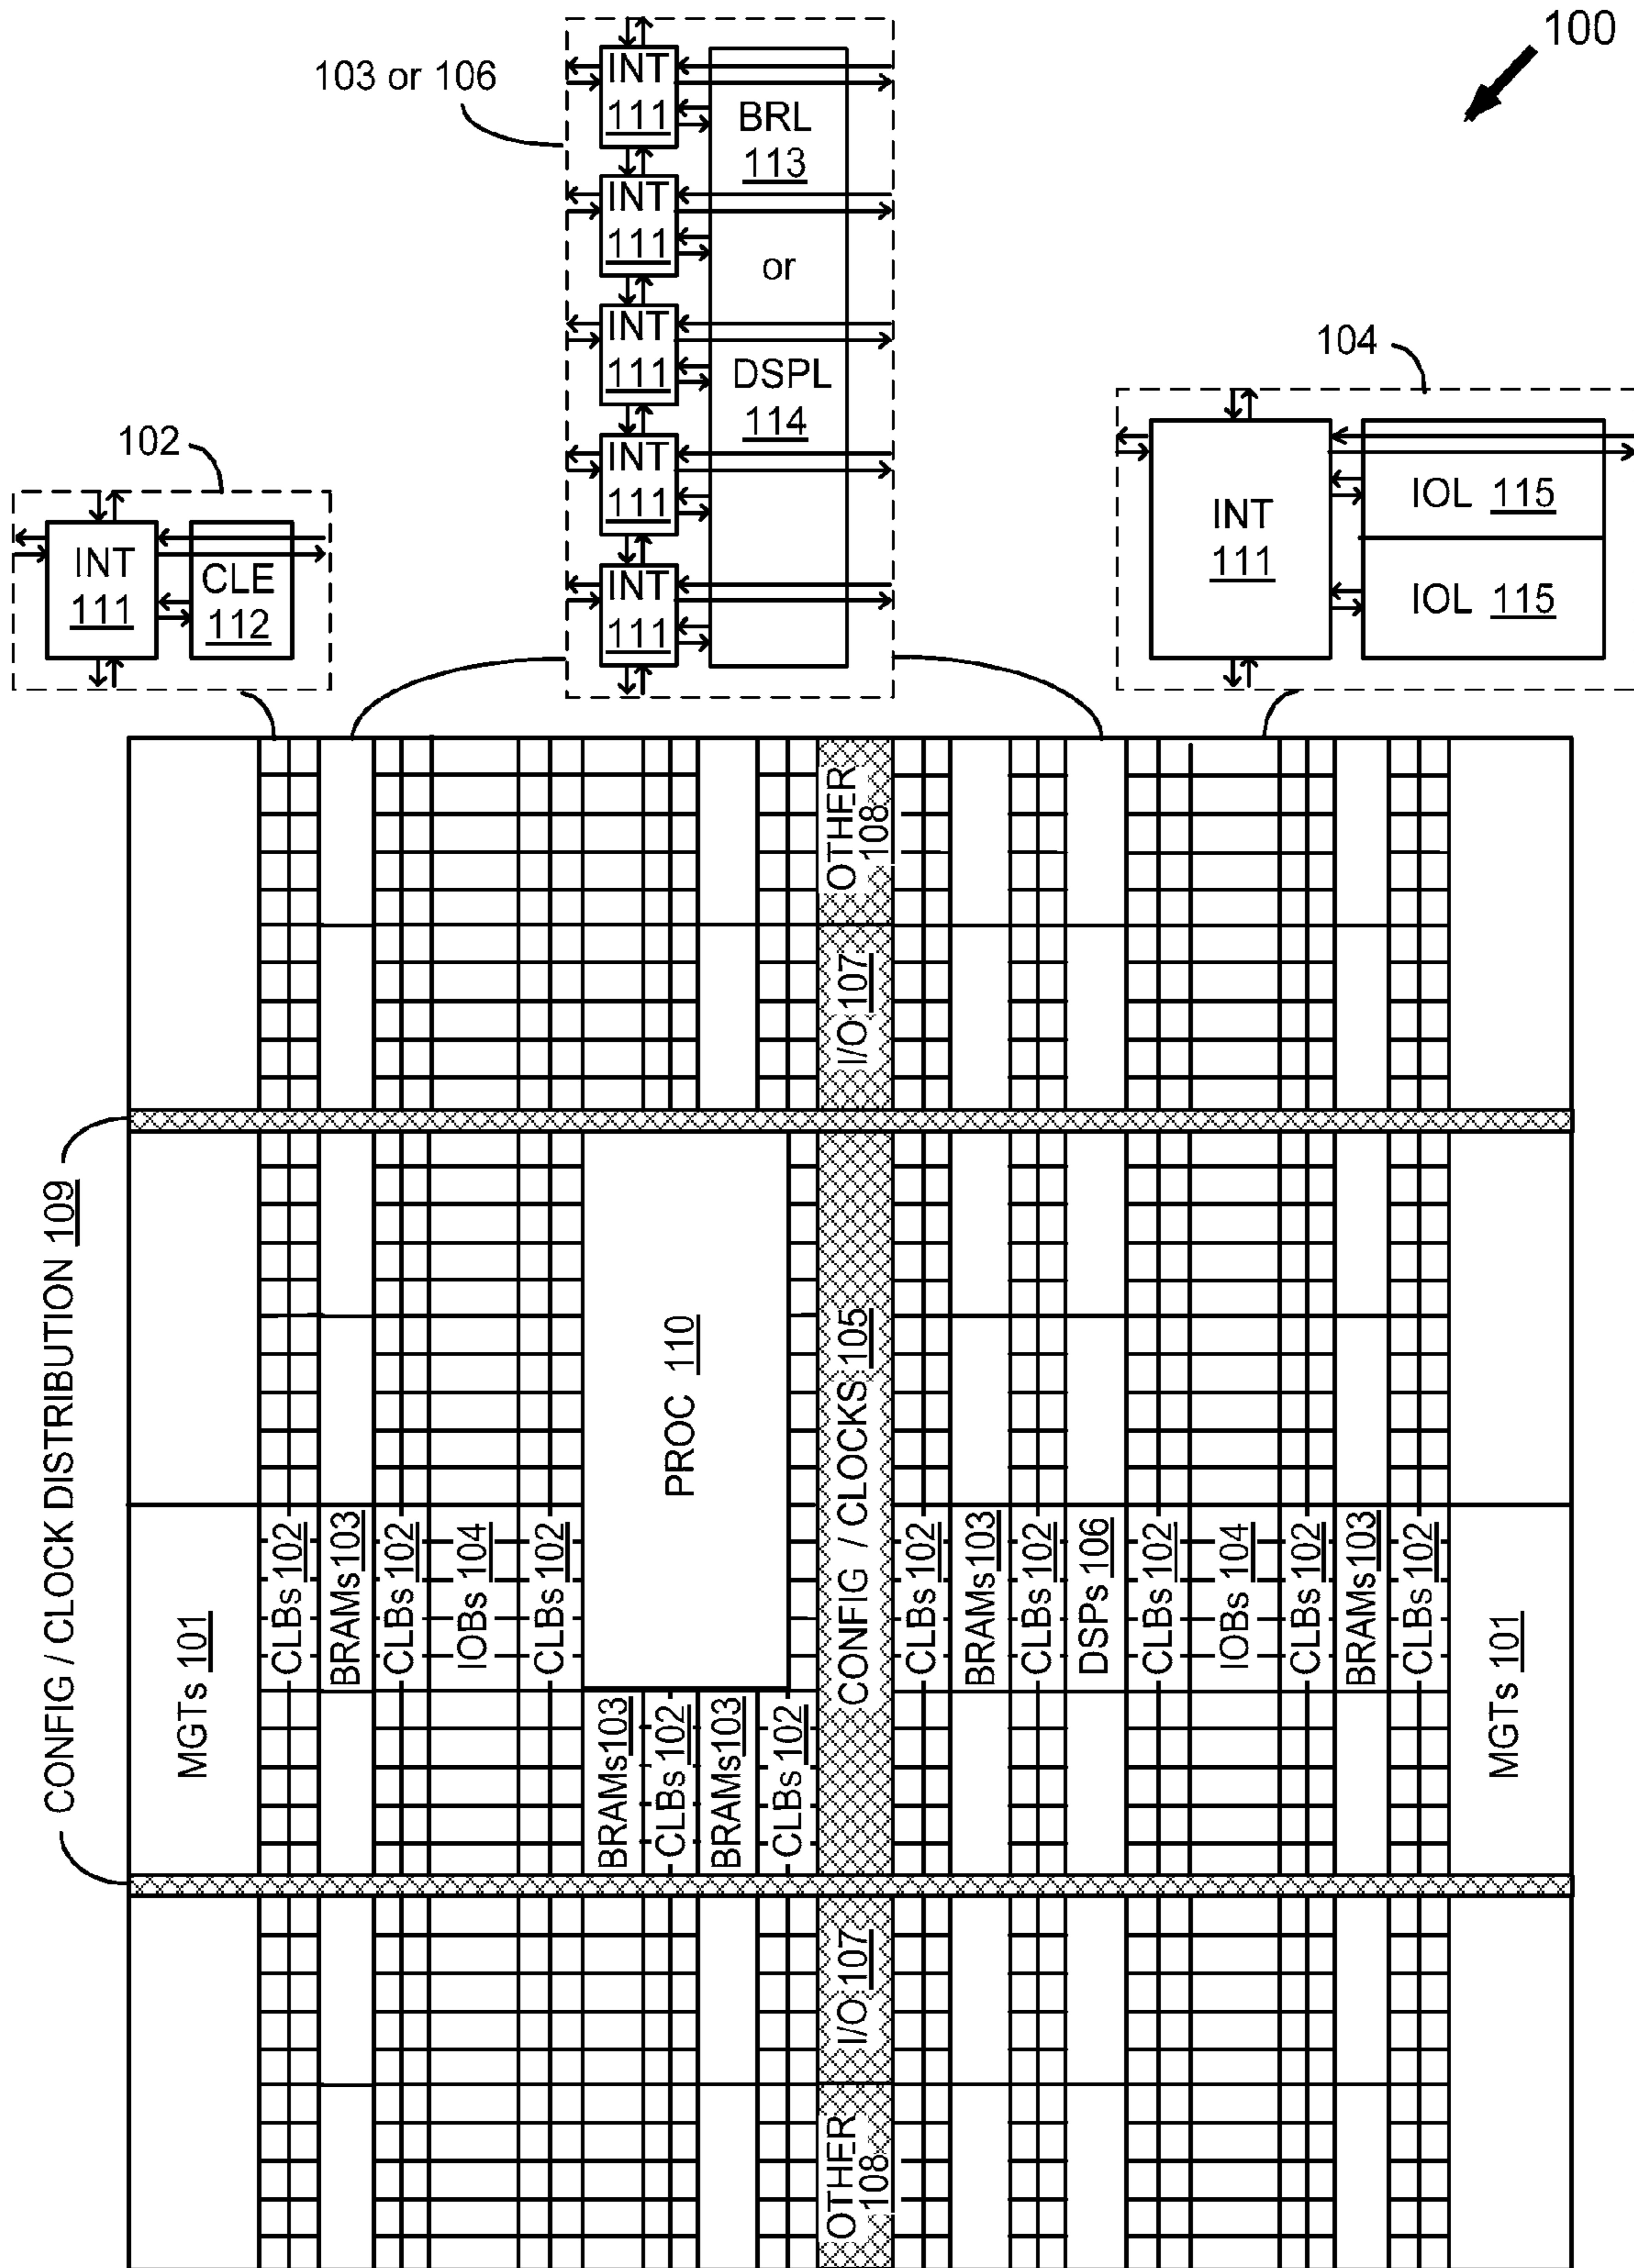 100
103 or 106
INT
111
INT
111
INT
111
INT
111
INT
111
BRL
113
or
DSPL
114
102
INT
111
CLE
112
104
INT
111
IOL 115
IOL 115
CONFIG / CLOCK DISTRIBUTION 109
OTHER
108
I/O 107
PROC 110
CONFIG / CLOCKS 105
MGTs 101
CLBs 102
BRAMs 103
CLBs 102
IOBs 104
CLBs 102
BRAMs 103
CLBs 102
BRAMs 103
CLBs 102
CLBs 102
BRAMs 103
CLBs 102
DSPs 106
CLBs 102
IOBs 104
CLBs 102
BRAMs 103
CLBs 102
MGTs 101
I/O 107
OTHER
108